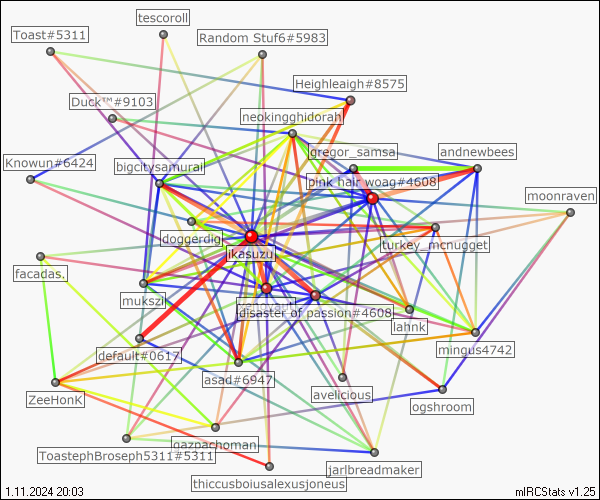 tescoroll
Toast#5311
Random Stuf6#5983
Heighleaigh#8575
Duck™#9103
neokingghidorah
gregor_samsa
andnewbees
Knowun#6424
bigcitysamurai
pink hair woag#4608
moonraven
doggerdigi
turkey_mcnugget
ikasuzu
facadas.
mukszi
disaster of passion#4608
lahnk
default#0617
mingus4742
asad#6947
ZeeHonK
avelicious
ogshroom
gazpachoman
ToastephBroseph5311#5311
jarlbreadmaker
thiccusboiusalexusjoneus
1.11.2024 20:03
mIRCStats v1.25